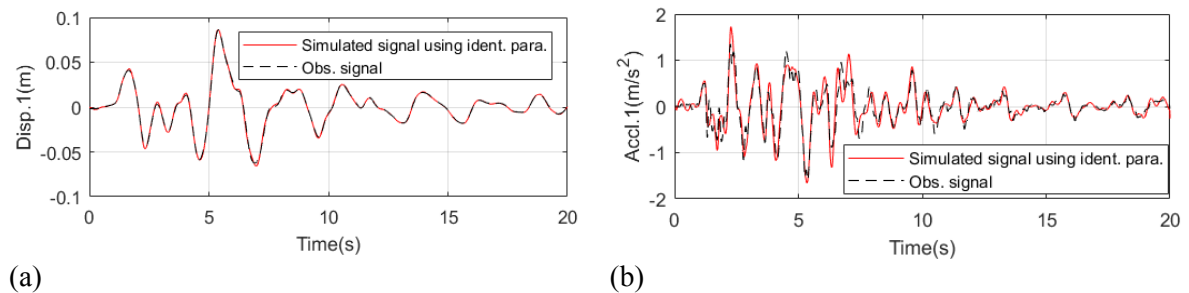 0.1
0.05
0
-0.05
-0.1
Disp.1(m)
Simulated signal using ident. para.
Obs. signal
0
5
10
15
20
Time(s)
(a)
2
1
0
-1
-2
Accl.1(m/s²)
Simulated signal using ident. para.
Obs. signal
0
5
10
15
20
Time(s)
(b)